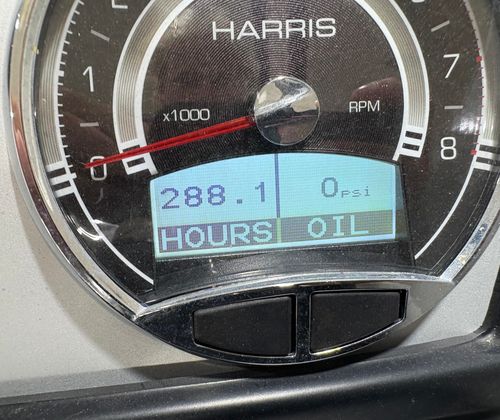 HARRIS
1
7
x1000
RPM
0
8
288.1 0psi
HOURS OIL